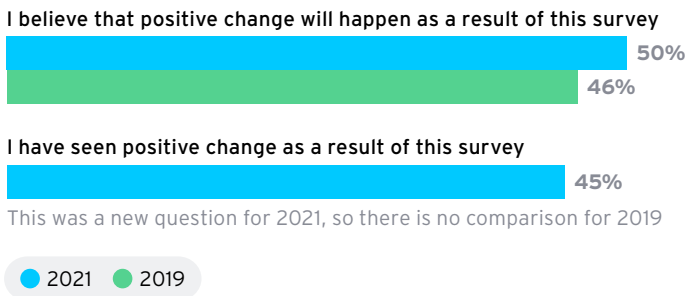 I believe that positive change will happen as a result of this survey
50%
46%
I have seen positive change as a result of this survey
45%
This was a new question for 2021, so there is no comparison for 2019
2021 2019